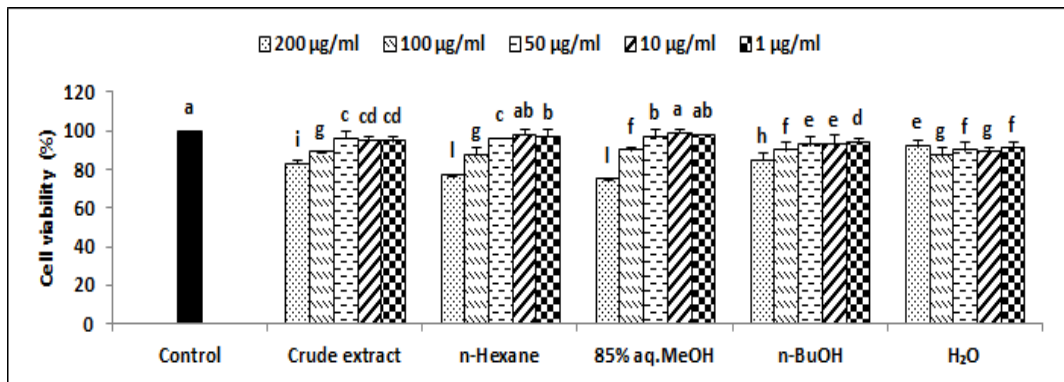 200 µg/ml 100 µg/ml 50 µg/ml 10 µg/ml 1 µg/ml
Cell viability (%)
120
100
80
60
40
20
0
a
i g c cd cd
l g c ab b
l f b a ab
h f e e d
e g f g f
Control Crude extract n-Hexane 85% aq.MeOH n-BuOH H₂O